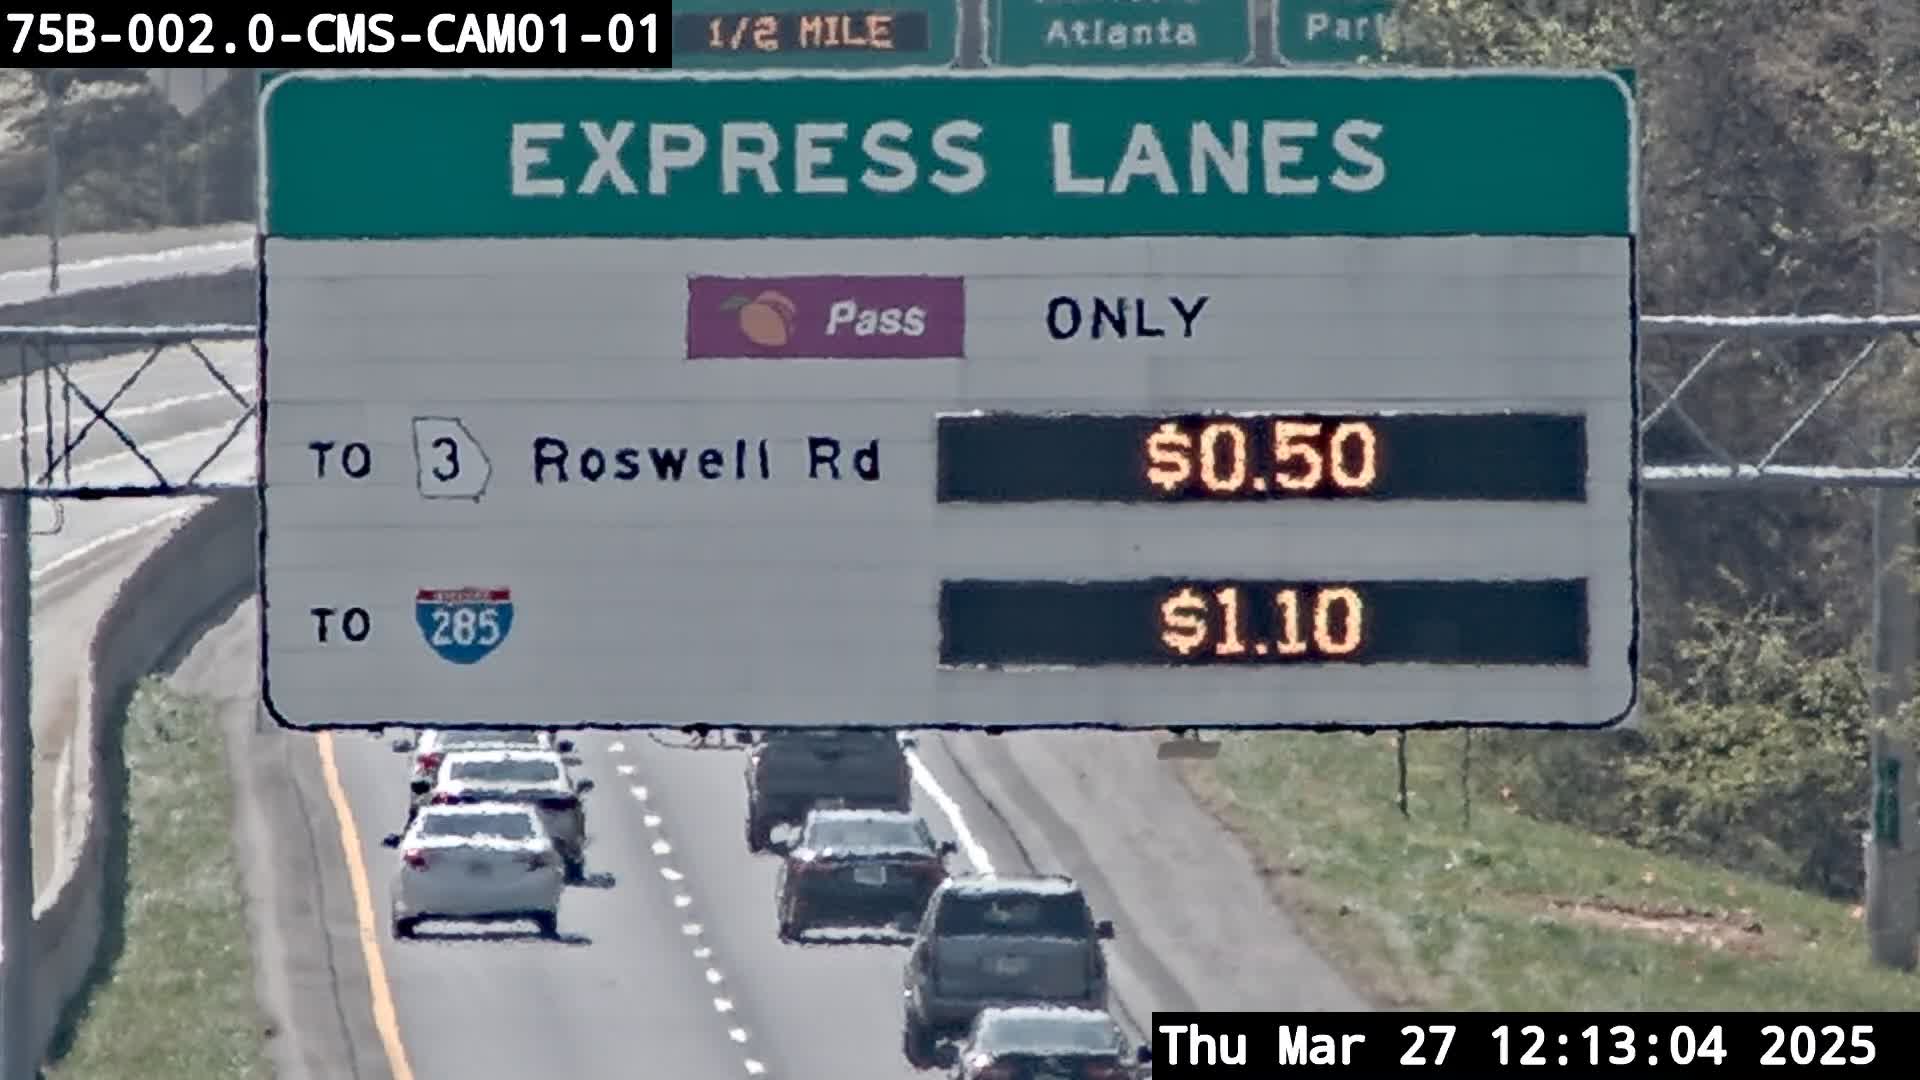 75B-002.0-CMS-CAM01-01
1/2 MILE
Atlanta
EXPRESS LANES
Pass ONLY
TO 3 Roswell Rd $0.50
TO 285 $1.10
Thu Mar 27 12:13:04 2025